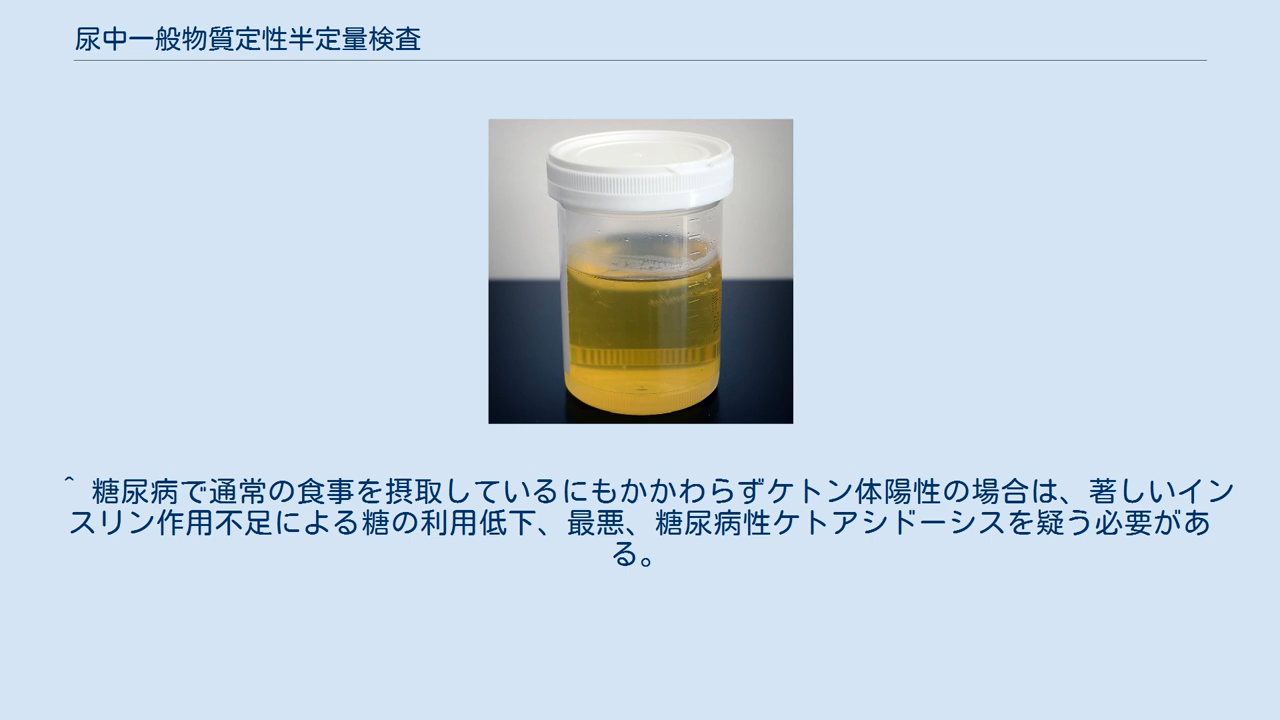 尿中一般物質定性半定量検査
＾ 糖尿病で通常の食事を摂取しているにもかかわらずケトン体陽性の場合は、著しいイン
スリン作用不足による糖の利用低下、最悪、糖尿病性ケトアシドーシスを疑う必要があ
る。